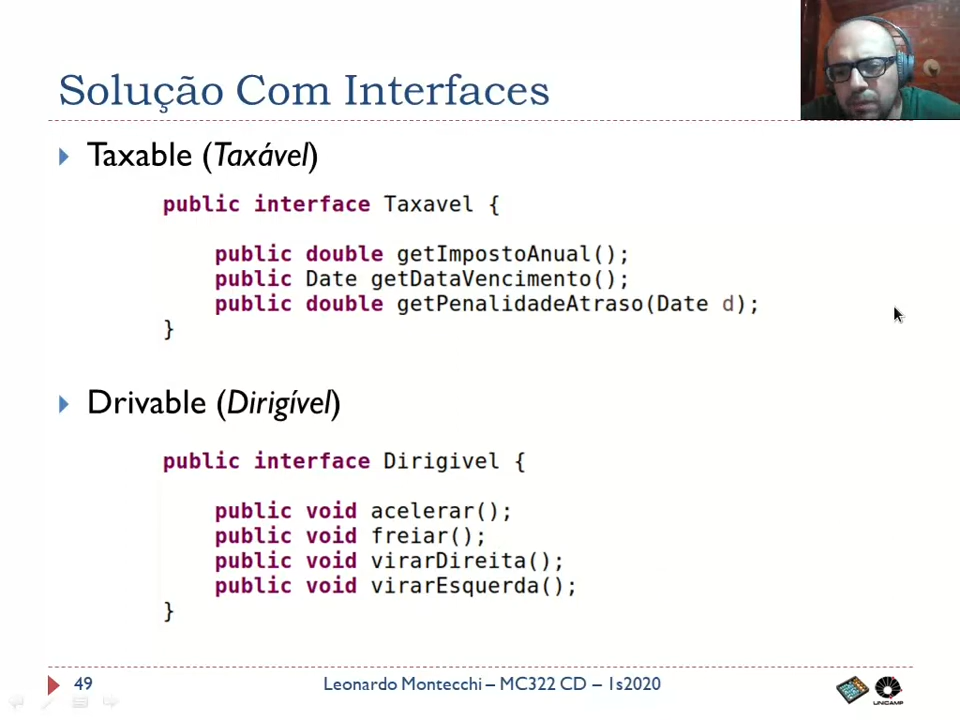 Solução Com Interfaces
Taxable (Taxável)
public interface Taxavel {
public double getImpostoAnual();
public Date getDataVencimento();
public double getPenalidadeAtraso(Date d);
}
Drivable (Dirigível)
public interface Dirigivel {
public void acelerar();
public void freiar();
public void virarDireita();
public void virarEsquerda();
}
49
Leonardo Montecchi – MC322 CD – 1s2020
UNICAMP